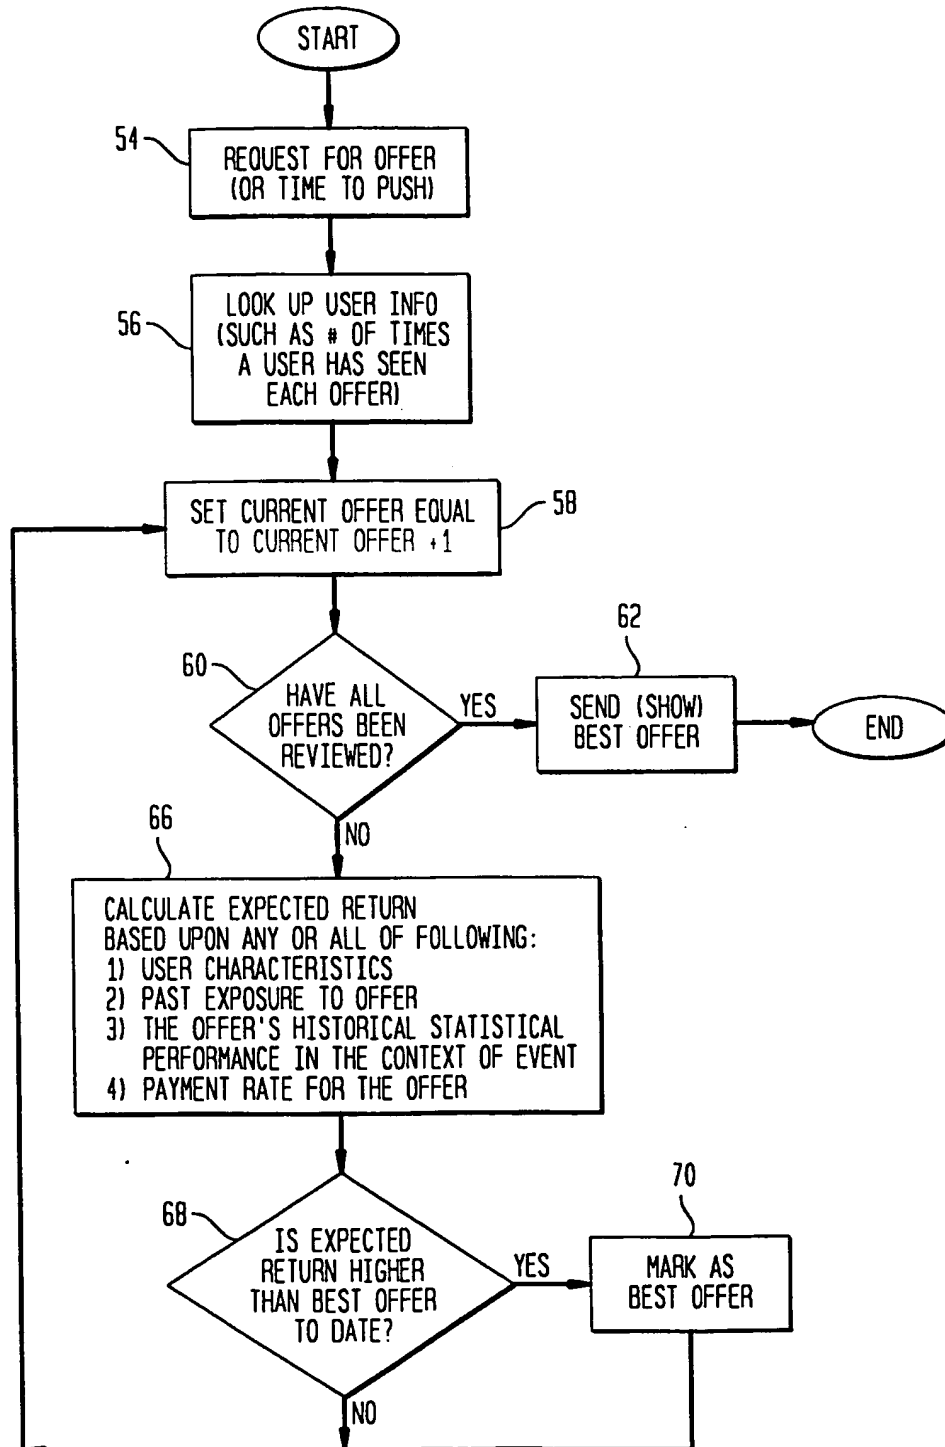 START
54
REQUEST FOR OFFER
(OR TIME TO PUSH)
56
LOOK UP USER INFO
(SUCH AS # OF TIMES
A USER HAS SEEN
EACH OFFER)
SET CURRENT OFFER EQUAL
TO CURRENT OFFER +1
58
60
HAVE ALL
OFFERS BEEN
REVIEWED?
YES
62
SEND (SHOW)
BEST OFFER
END
NO
66
CALCULATE EXPECTED RETURN
BASED UPON ANY OR ALL OF FOLLOWING:
1) USER CHARACTERISTICS
2) PAST EXPOSURE TO OFFER
3) THE OFFER'S HISTORICAL STATISTICAL
PERFORMANCE IN THE CONTEXT OF EVENT
4) PAYMENT RATE FOR THE OFFER
68
IS EXPECTED
RETURN HIGHER
THAN BEST OFFER
TO DATE?
YES
70
MARK AS
BEST OFFER
NO